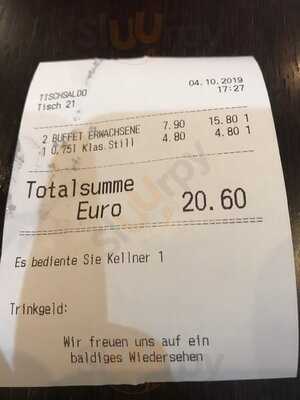 TISCHSALDO 04.10.2019
Tisch 21 17:27
2 BUFFET ERWACHSENE 7.90 15.80 1
1 0,75l Klas.Still 4.80 4.80 1
Totalsumme
Euro 20.60
Es bediente Sie Kellner 1
Trinkgeld:
Wir freuen uns auf ein
baldiges Wiedersehen